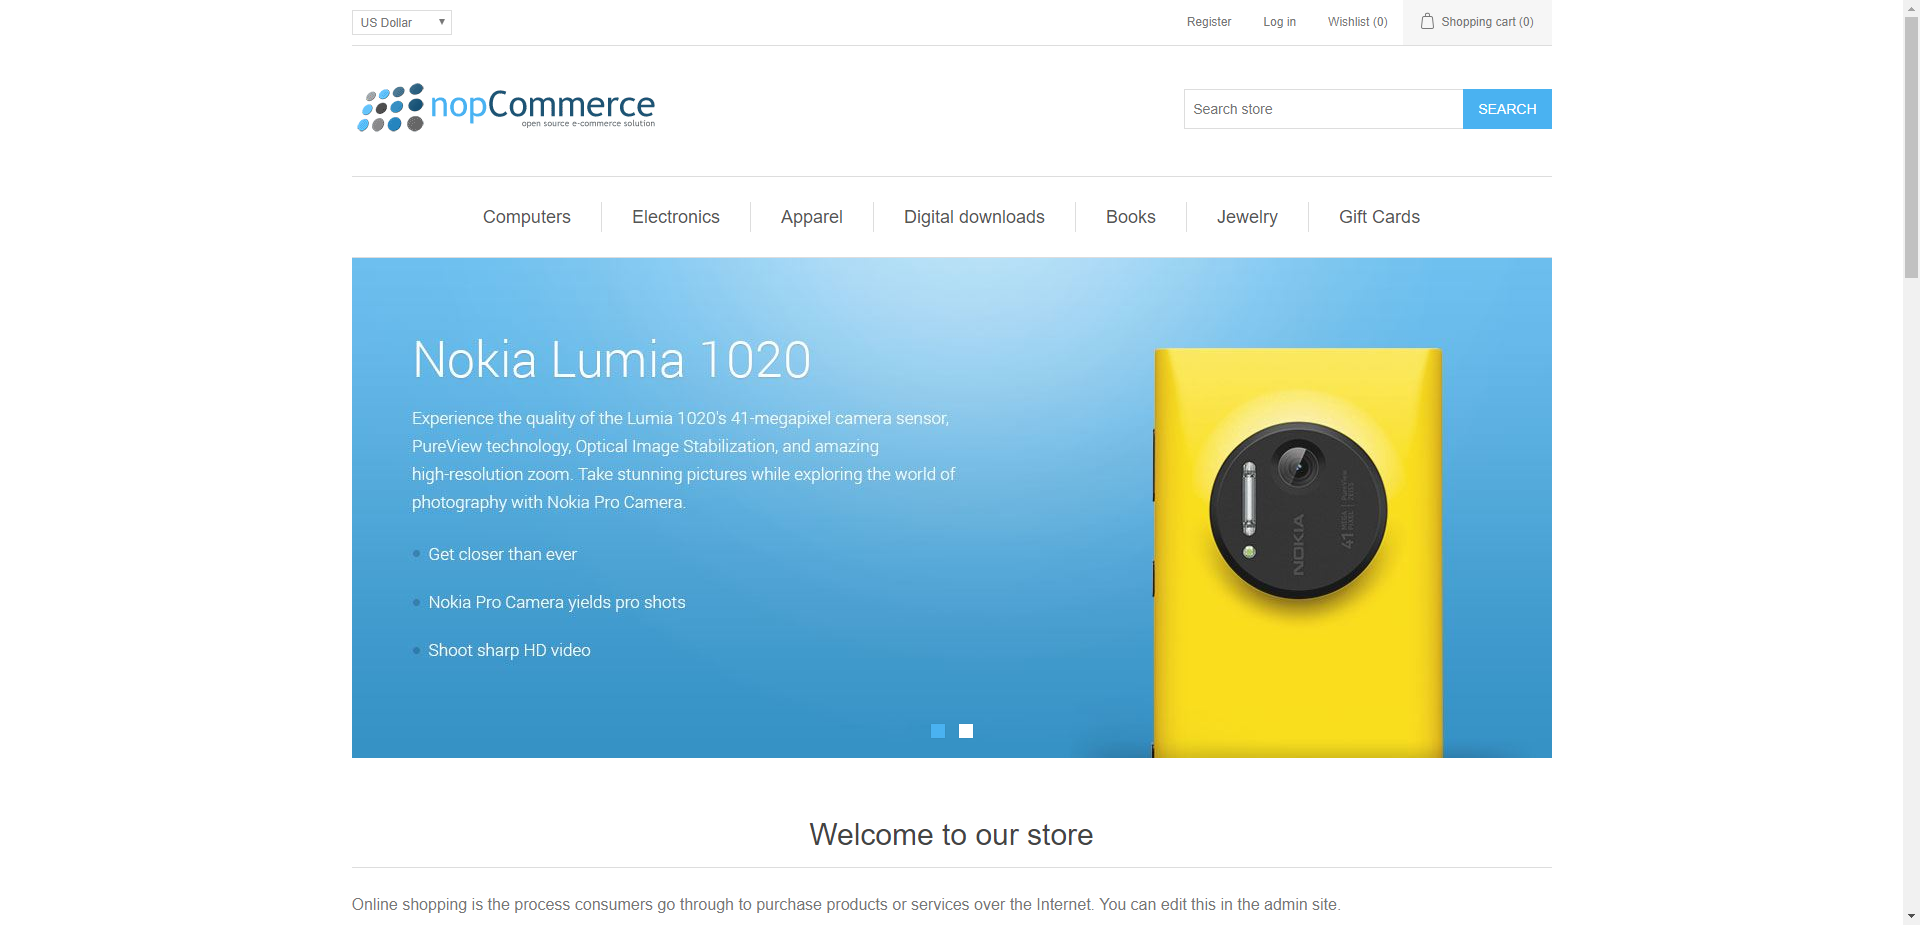 US Dollar
Register
Log in
Wishlist (0)
Shopping cart (0)
nopCommerce
open source e-commerce solution
Search store
SEARCH
Computers
Electronics
Apparel
Digital downloads
Books
Jewelry
Gift Cards
Nokia Lumia 1020
Experience the quality of the Lumia 1020's 41-megapixel camera sensor,
PureView technology, Optical Image Stabilization, and amazing
high-resolution zoom. Take stunning pictures while exploring the world of
photography with Nokia Pro Camera.
Get closer than ever
Nokia Pro Camera yields pro shots
Shoot sharp HD video
NOKIA
41 MEGA PIXEL
PureView
Welcome to our store
Online shopping is the process consumers go through to purchase products or services over the Internet. You can edit this in the admin site.